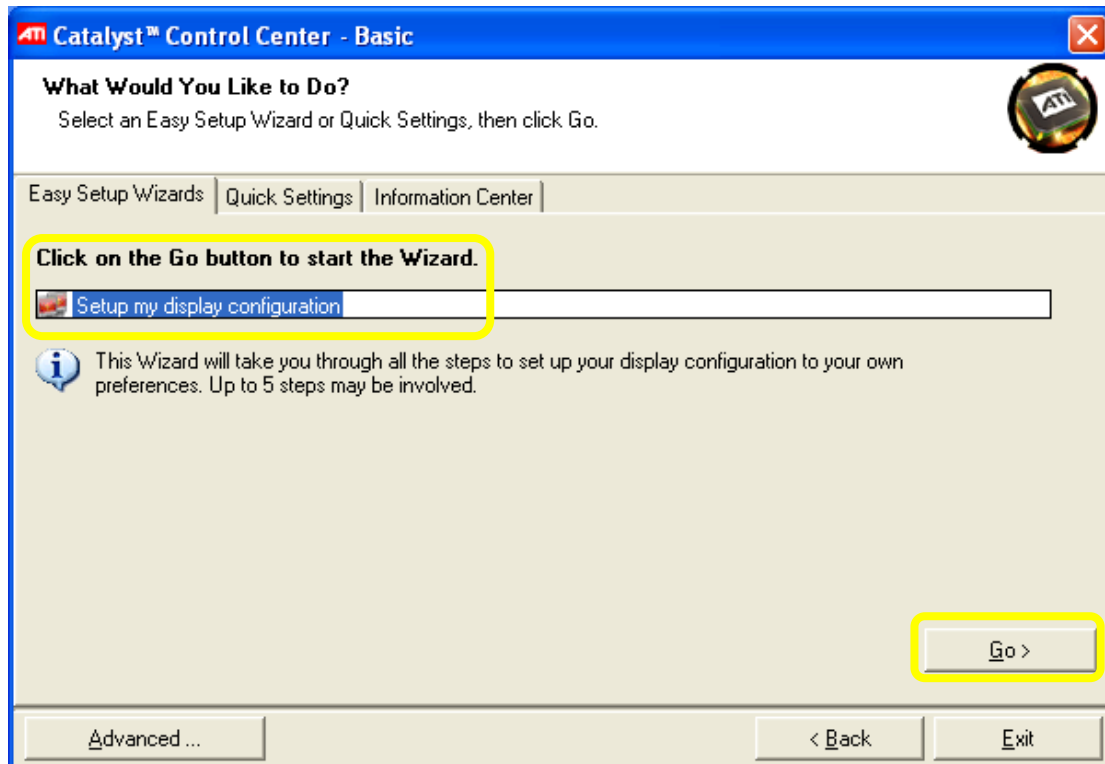 ATI Catalyst™ Control Center - Basic
What Would You Like to Do?
Select an Easy Setup Wizard or Quick Settings, then click Go.
ATI
Easy Setup Wizards Quick Settings Information Center
Click on the Go button to start the Wizard.
Setup my display configuration
This Wizard will take you through all the steps to set up your display configuration to your own
preferences. Up to 5 steps may be involved.
Go >
Advanced ... < Back Exit